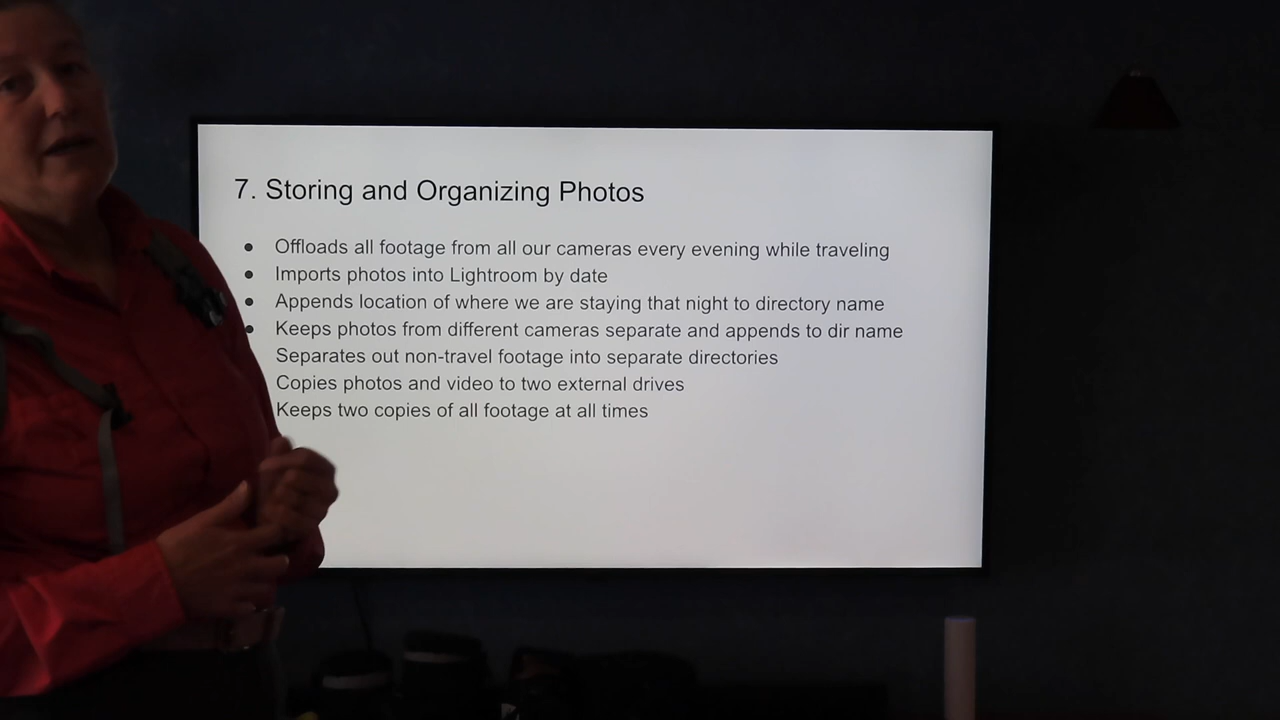 7. Storing and Organizing Photos
Offloads all footage from all our cameras every evening while traveling
Imports photos into Lightroom by date
Appends location of where we are staying that night to directory name
Keeps photos from different cameras separate and appends to dir name
Separates out non-travel footage into separate directories
Copies photos and video to two external drives
Keeps two copies of all footage at all times